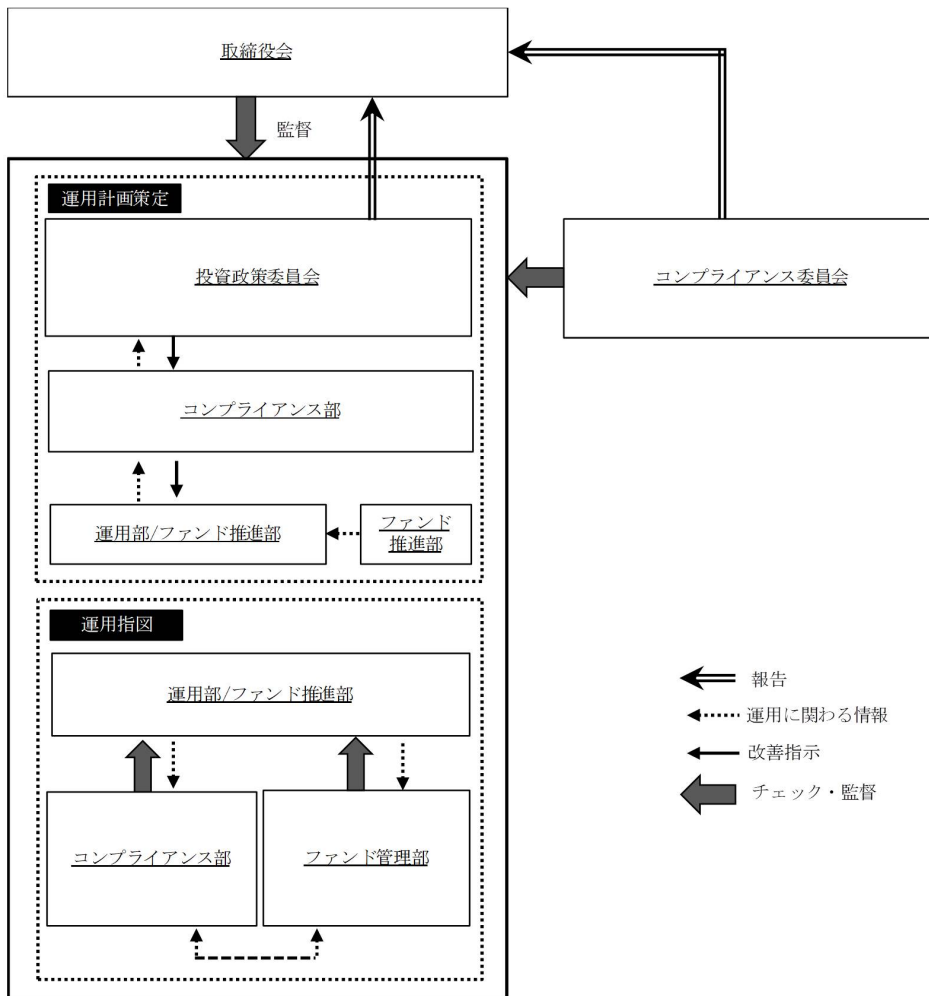 取締役会
監督
運用計画策定
投資政策委員会
コンプライアンス委員会
コンプライアンス部
運用部/ファンド推進部
ファンド
推進部
運用指図
運用部/ファンド推進部
コンプライアンス部
ファンド管理部
報告
運用に関わる情報
改善指示
チェック・監督